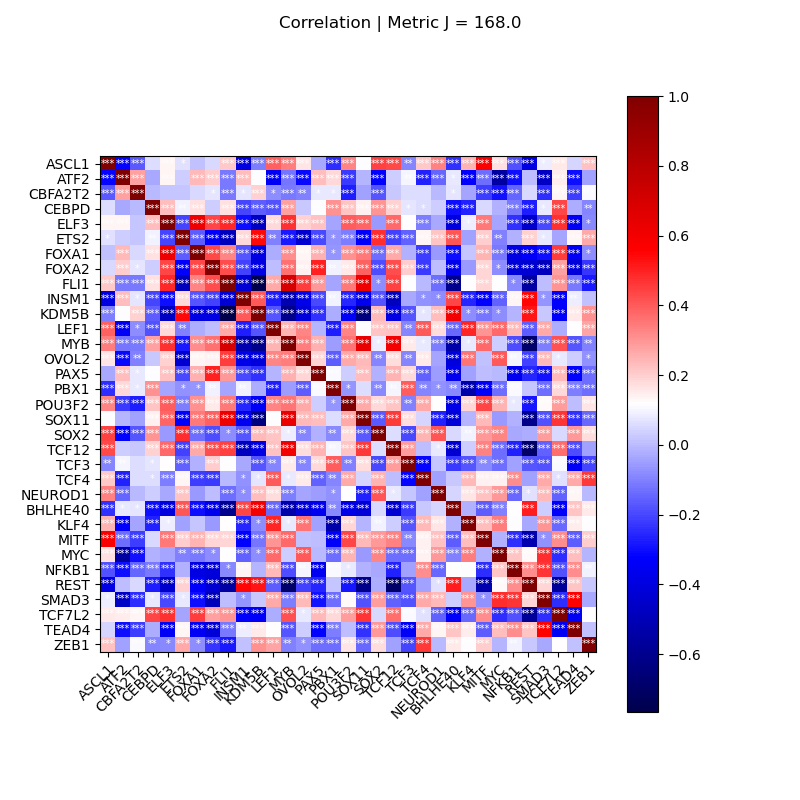 Correlation | Metric J = 168.0
ASCL1
ATF2
CBFA2T2
CEBPD
ELF3
ETS2
FOXA1
FOXA2
FLI1
INSM1
KDM5B
LEF1
MYB
OVOL2
PAX5
PBX1
POU3F2
SOX11
SOX2
TCF12
TCF3
TCF4
NEUROD1
BHLHE40
KLF4
MITF
MYC
NFKB1
REST
SMAD3
TCF7L2
TEAD4
ZEB1
ASCL1
ATF2
CBFA2T2
CEBPD
ELF3
ETS2
FOXA1
FOXA2
FLI1
INSM1
KDM5B
LEF1
MYB
OVOL2
PAX5
PBX1
POU3F2
SOX11
SOX2
TCF12
TCF3
TCF4
NEUROD1
BHLHE40
KLF4
MITF
MYC
NFKB1
REST
SMAD3
TCF7L2
TEAD4
ZEB1
1.0
0.8
0.6
0.4
0.2
0.0
−0.2
−0.4
−0.6